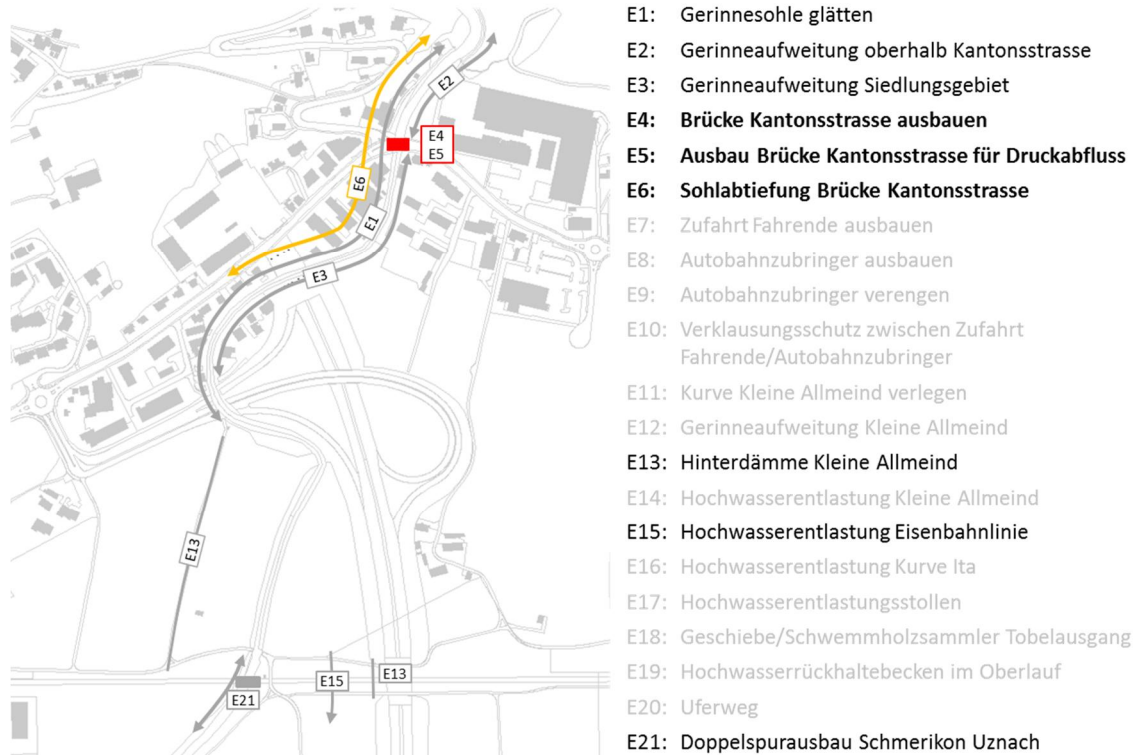 E1: Gerinnesohle glätten
E2: Gerinneaufweitung oberhalb Kantonsstrasse
E3: Gerinneaufweitung Siedlungsgebiet
E4: Brücke Kantonsstrasse ausbauen
E5: Ausbau Brücke Kantonsstrasse für Druckabfluss
E6: Sohlabtiefung Brücke Kantonsstrasse
E7: Zufahrt Fahrende ausbauen
E8: Autobahnzubringer ausbauen
E9: Autobahnzubringer verengen
E10: Verklausungsschutz zwischen Zufahrt
Fahrende/Autobahnzubringer
E11: Kurve Kleine Allmeind verlegen
E12: Gerinneaufweitung Kleine Allmeind
E13: Hinterdämme Kleine Allmeind
E14: Hochwasserentlastung Kleine Allmeind
E15: Hochwasserentlastung Eisenbahnlinie
E16: Hochwasserentlastung Kurve Ita
E17: Hochwasserentlastungsstollen
E18: Geschiebe/Schwemmholzsammler Tobelausgang
E19: Hochwasserrückhaltebecken im Oberlauf
E20: Uferweg
E21: Doppelspurausbau Schmerikon Uznach
E2
E4
E5
E6
E1
E3
E13
E15
E13
E21